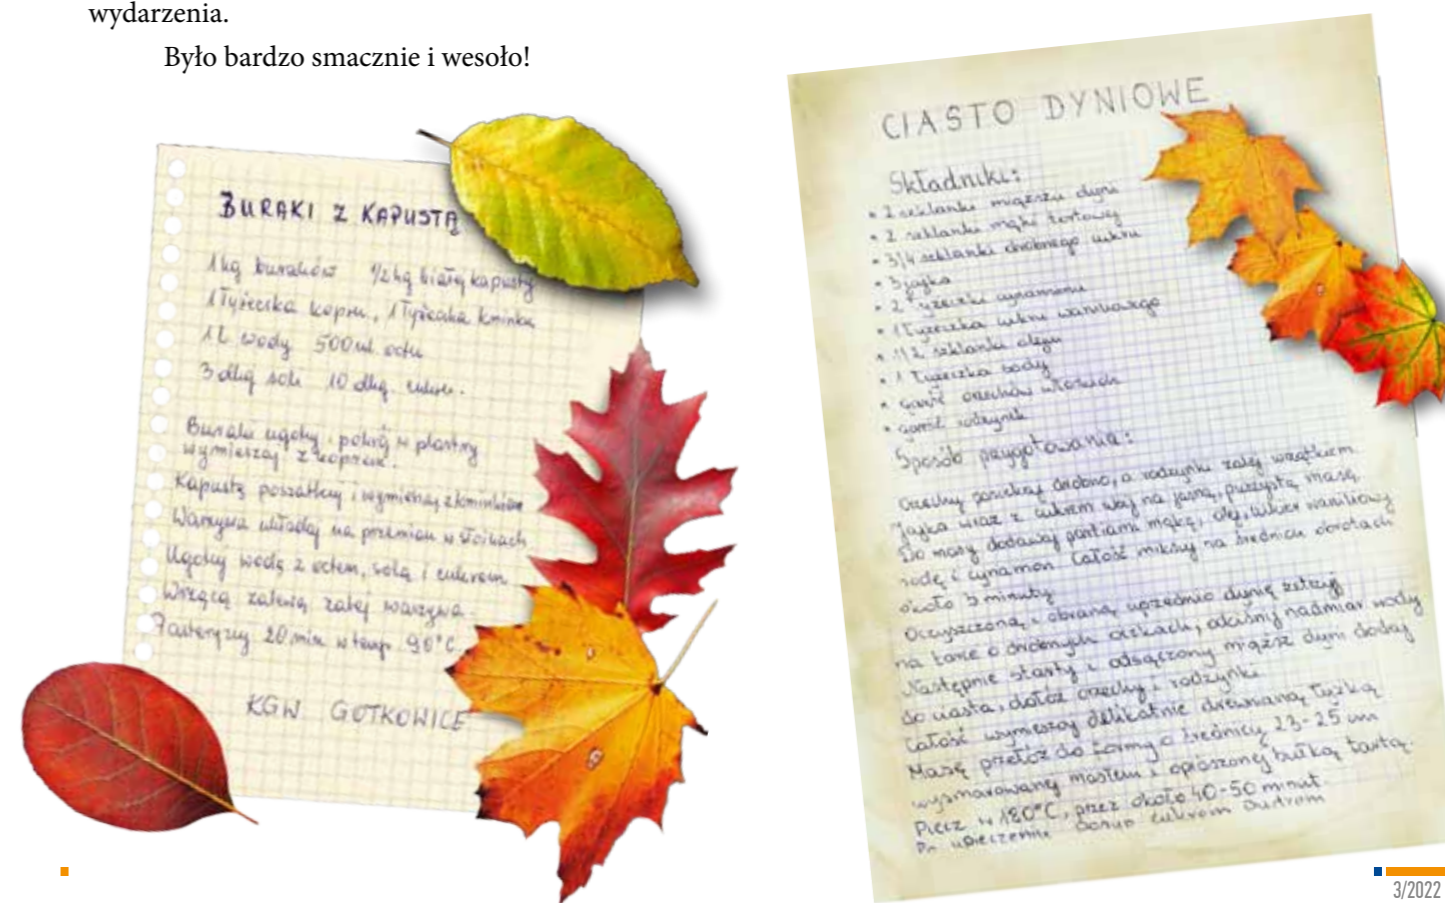 wydarzenia.
Było bardzo smacznie i wesoło!
BURAKI Z KAPUSTĄ
1 kg buraków 1/2 kg białej kapusty
1 łyżeczka kopru, 1 łyżeczka kminku
1 L wody 500 ml octu
3 dkg soli 10 dkg. cukru.
Buraki ugotuj i pokrój w plastry
wymieszaj z koprem.
Kapustę poszatkuj i wymieszaj z kminkiem
Warzywa układaj na przemian w słoikach
Ugotuj wodę z octem, solą i cukrem
Wrzącą zalewą zalej warzywa.
Pasteryzuj 20 min w temp. 90°C
KGW GOTKOWICE
CIASTO DYNIOWE
Składniki:
• 2 szklanki miąższu dyni
• 2 szklanki mąki tortowej
• 3/4 szklanki drobnego cukru
• 3 jajka
• 2 łyżeczki cynamonu
• 1 łyżeczka cukru waniliowego
• 1/2 szklanki oleju
• 1 łyżeczka sody
• garść orzechów włoskich
• garść rodzynek
Sposób przygotowania:
Orzechy posiekaj drobno, a rodzynki zalej wrzątkiem
Jajka wraz z cukrem ubij na jasną, puszystą masę
Do masy dodawaj partiami mąkę, olej, cukier waniliowy
sodę i cynamon Całość miksuj na średnich obrotach
około 3 minuty
Oczyszczoną i obraną uprzednio dynię zetrzyj
na tarce o drobnych oczkach, odciśnij nadmiar wody
Następnie starty i odsączony miąższ dyni dodaj
do ciasta, dołóż orzechy i rodzynki
Całość wymieszaj delikatnie drewnianą łyżką
Masę przełóż do formy o średnicy 23-25 cm
wysmarowanej masłem i oprószonej bułką tartą.
Piecz w 180°C, przez około 40-50 minut
Po upieczeniu posyp cukrem pudrem
3/2022